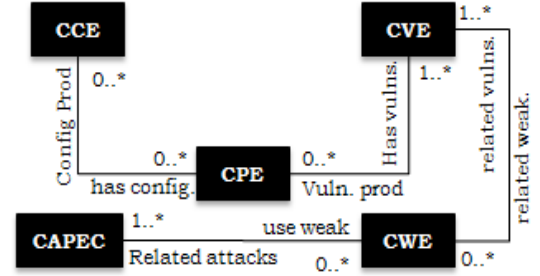 CCE
CVE
1..*
0..*
1..*
Config Prod
Has vulns.
related vulns.
related weak.
0..*
CPE
0..*
has config.
Vuln. prod
CAPEC
1..*
use weak
CWE
Related attacks
0..*
0..*